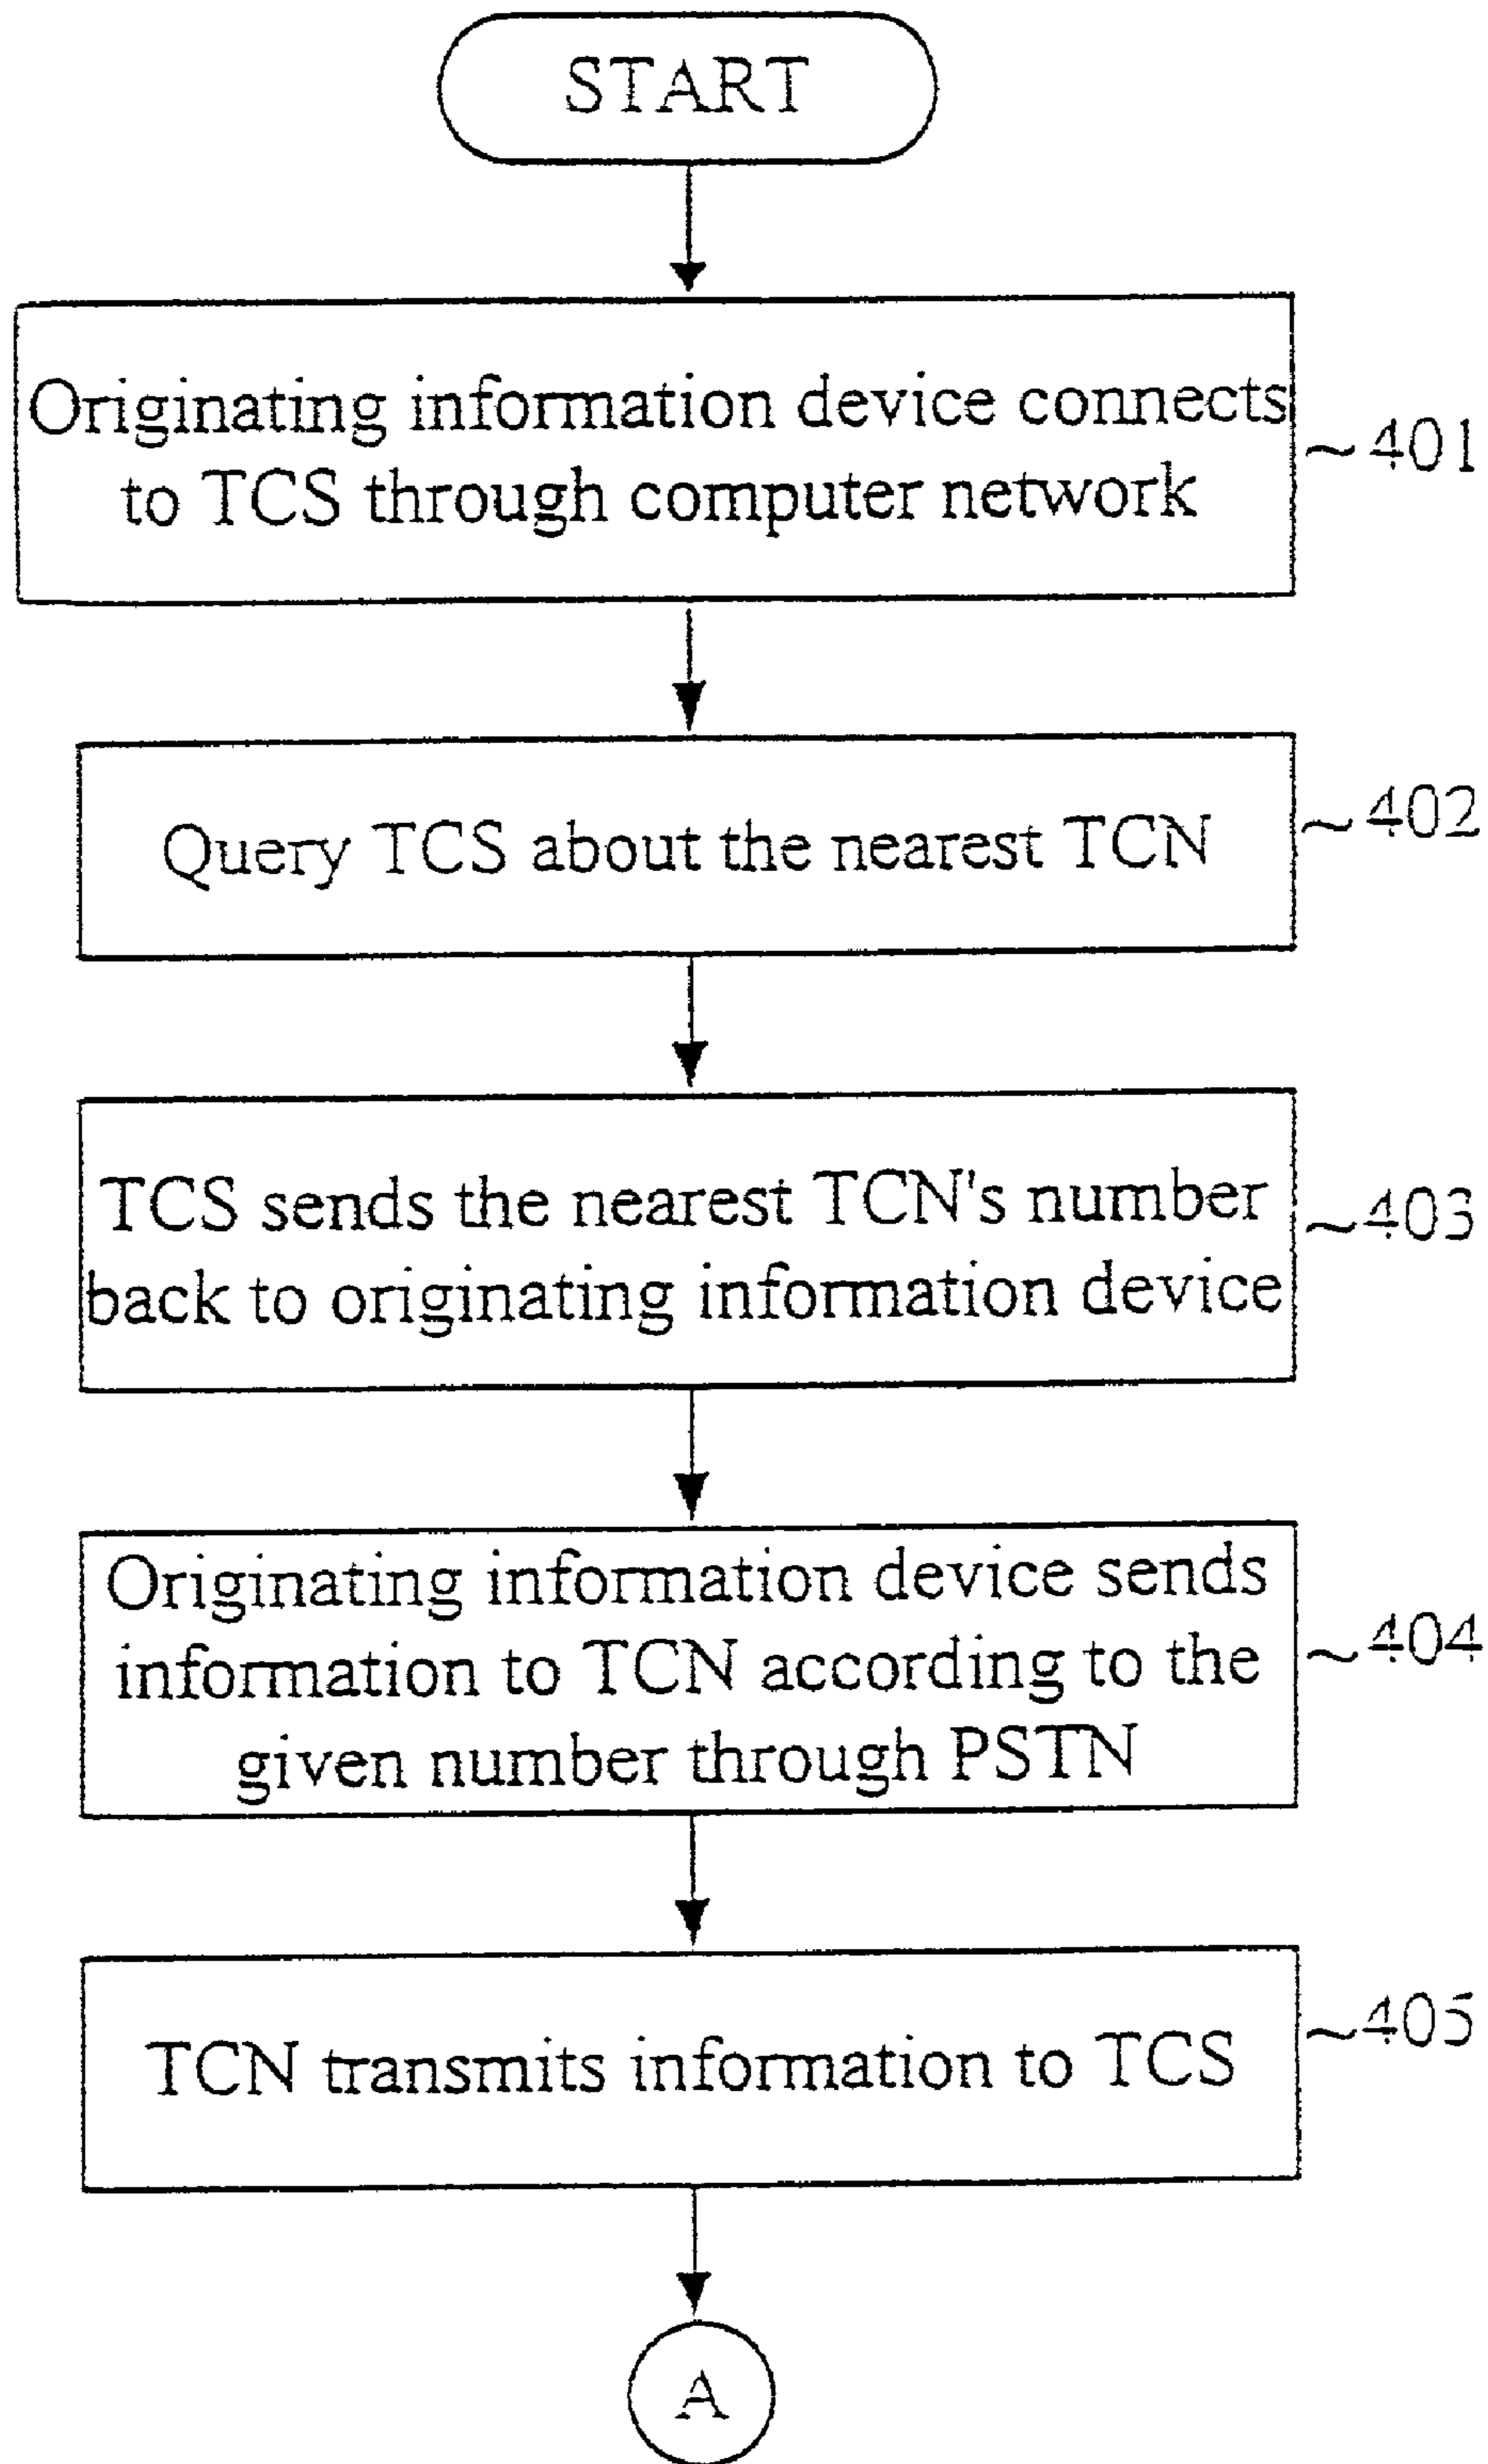 START
Originating information device connects
to TCS through computer network
~401
Query TCS about the nearest TCN
~402
TCS sends the nearest TCN's number
back to originating information device
~403
Originating information device sends
information to TCN according to the
given number through PSTN
~404
TCN transmits information to TCS
~405
A